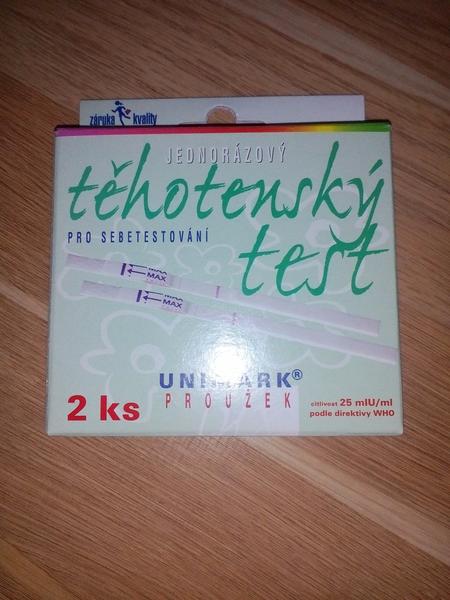 záruka kvality
JEDNORÁZOVÝ
těhotenský
PRO SEBETESTOVÁNÍ
test
MAX
MAX
UNIMARK®
PROUŽEK
2 ks
citlivost 25 mIU/ml
podle direktivy WHO